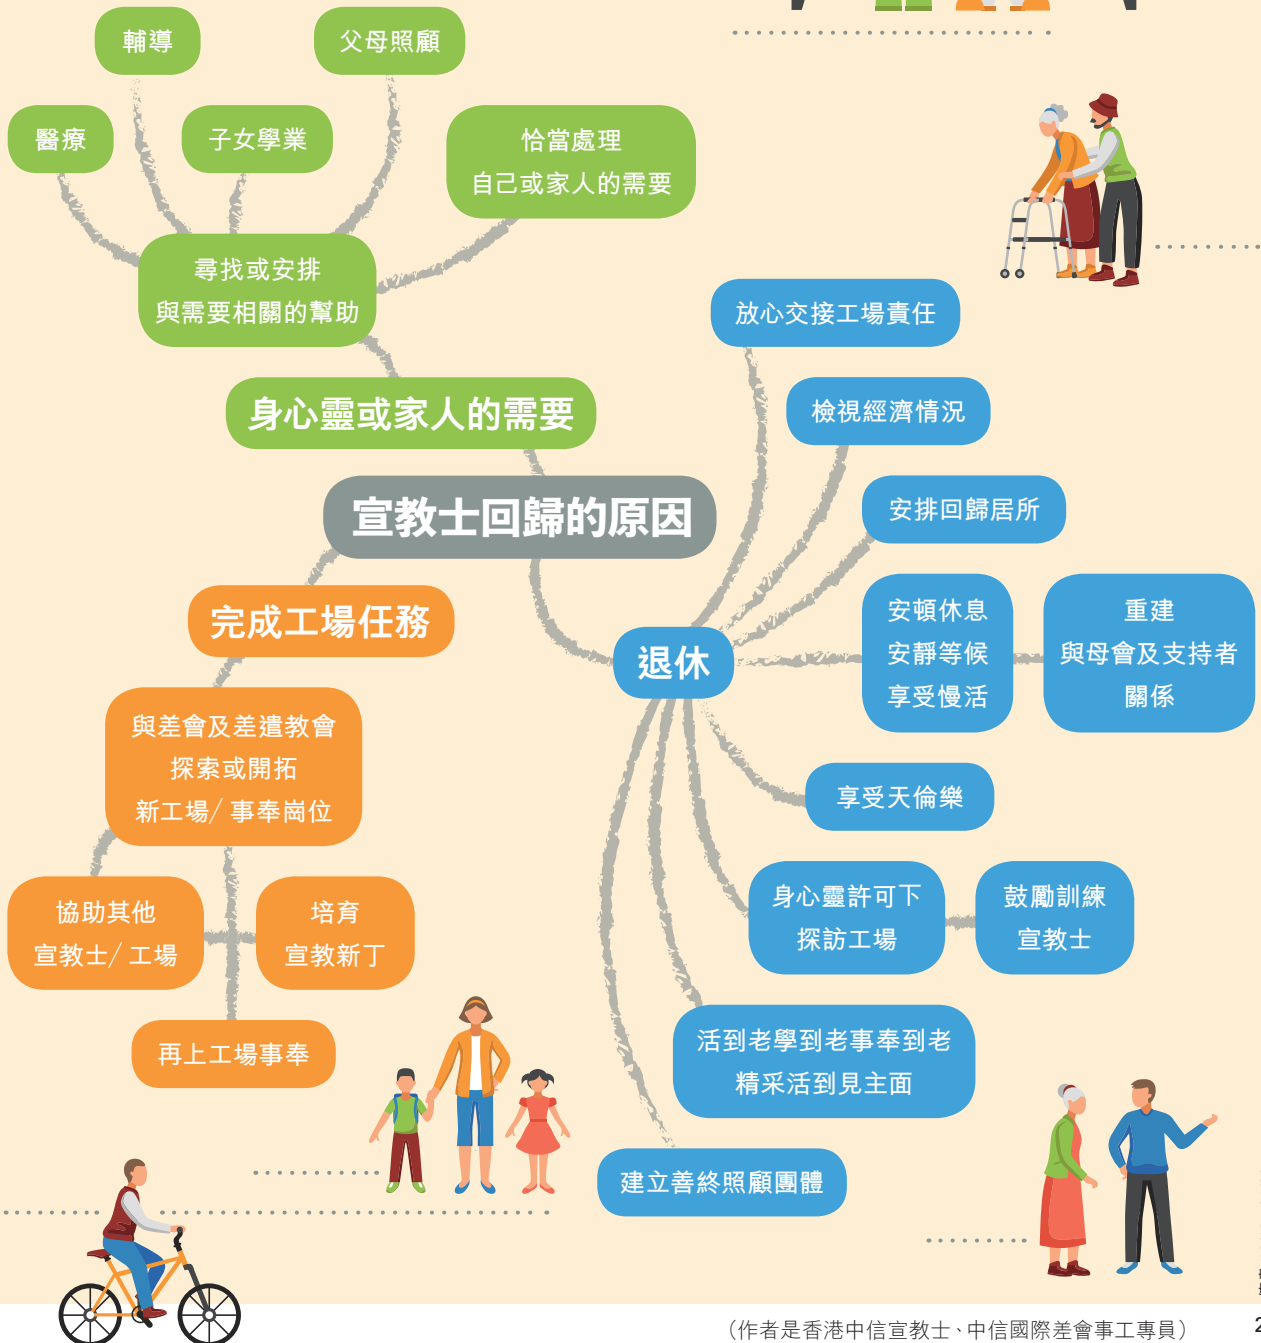 輔導
父母照顧
醫療
子女學業
恰當處理
自己或家人的需要
尋找或安排
與需要相關的幫助
身心靈或家人的需要
宣教士回歸的原因
完成工場任務
與差會及差遣教會
探索或開拓
新工場/事奉崗位
協助其他
宣教士/工場
培育
宣教新丁
再上工場事奉
退休
放心交接工場責任
檢視經濟情況
安排回歸居所
安頓休息
安靜等候
享受慢活
重建
與母會及支持者
關係
享受天倫樂
身心靈許可下
探訪工場
鼓勵訓練
宣教士
活到老學到老事奉到老
精采活到見主面
建立善終照顧團體
（作者是香港中信宣教士、中信國際差會事工專員）